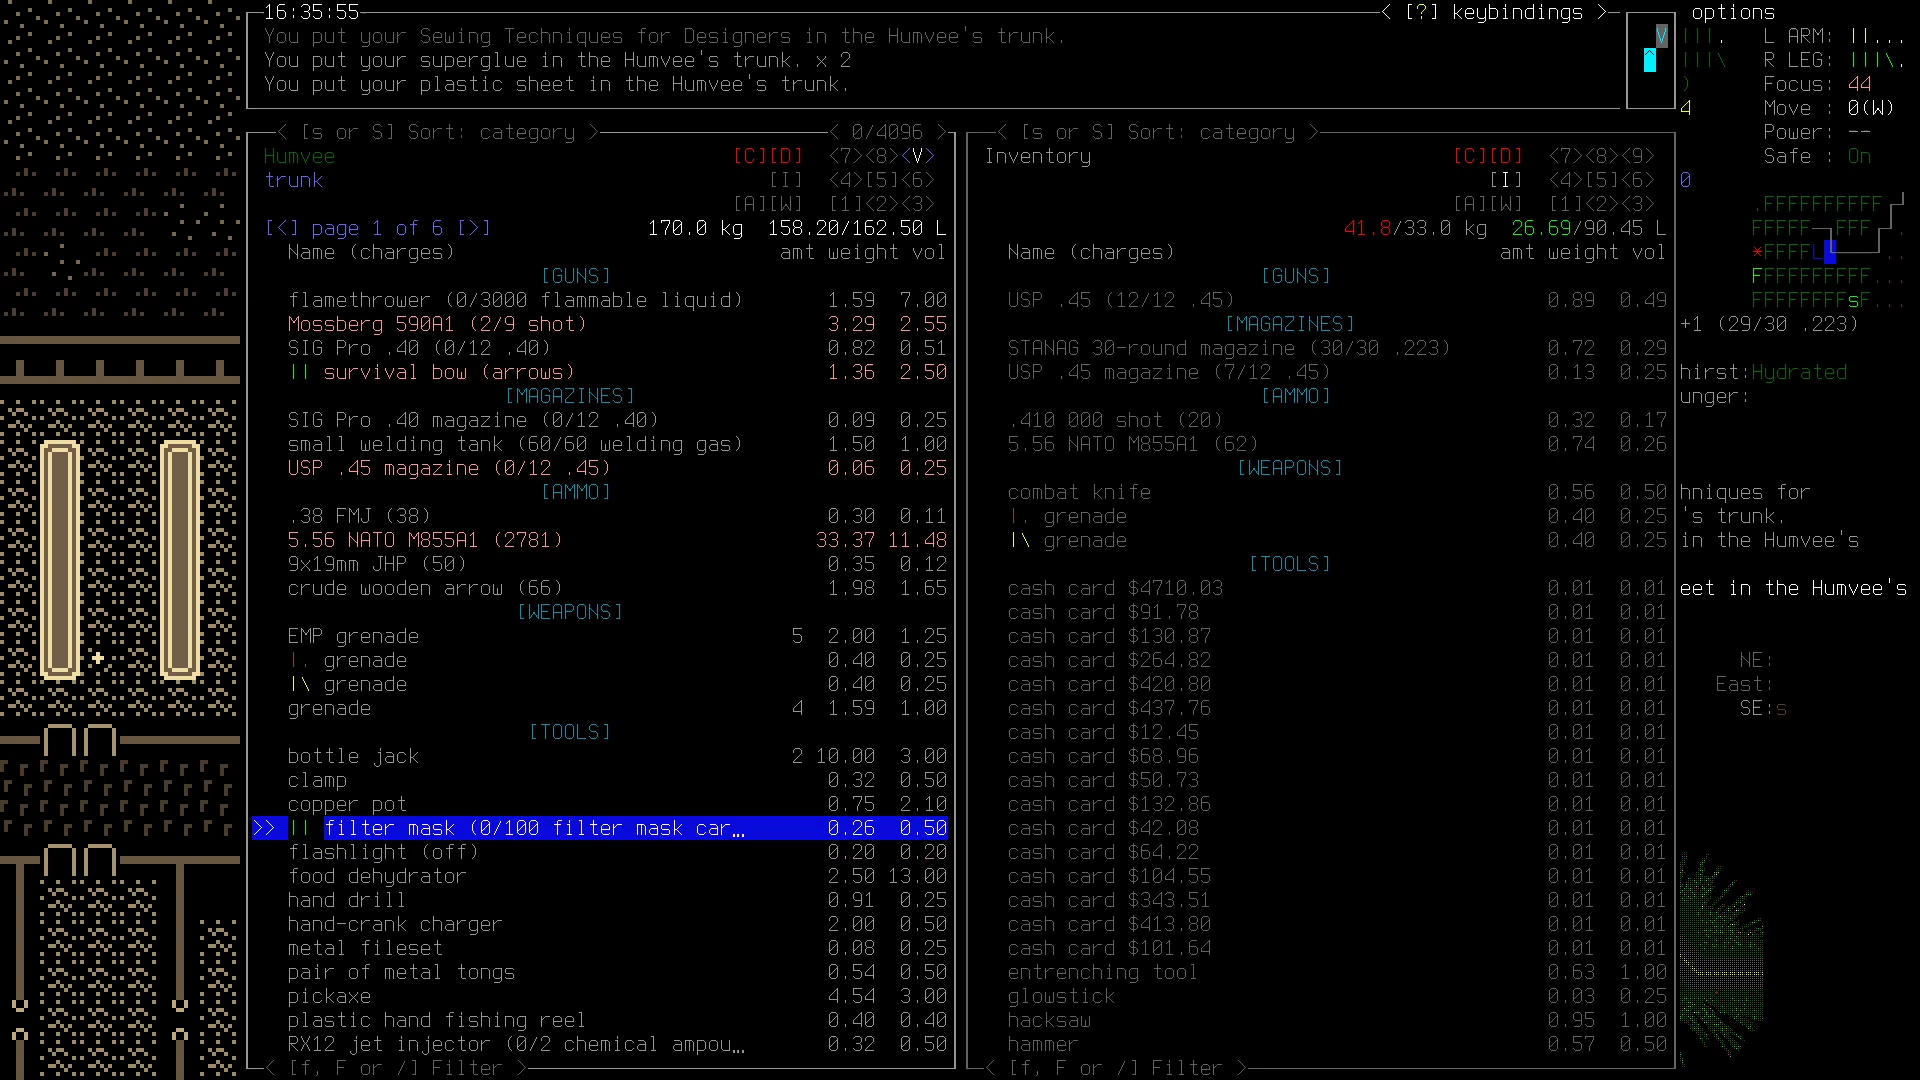 16:35:55 < [?] keybindings > options
You put your Sewing Techniques for Designers in the Humvee's trunk.
You put your superglue in the Humvee's trunk. x 2
You put your plastic sheet in the Humvee's trunk.
V
^
L ARM: ||...
R LEG: |||\.
Focus: 44
4 Move : 0(W)
Power: --
Safe : On
< [s or S] Sort: category > < 0/4096 >
Humvee [C][D] <7><8><V>
trunk [I] <4>[5]<6>
[A][W] [1]<2><3>
[<] page 1 of 6 [>] 170.0 kg 158.20/162.50 L
Name (charges) amt weight vol
[GUNS]
flamethrower (0/3000 flammable liquid) 1.59 7.00
Mossberg 590A1 (2/9 shot) 3.29 2.55
SIG Pro .40 (0/12 .40) 0.82 0.51
|| survival bow (arrows) 1.36 2.50
[MAGAZINES]
SIG Pro .40 magazine (0/12 .40) 0.09 0.25
small welding tank (60/60 welding gas) 1.50 1.00
USP .45 magazine (0/12 .45) 0.06 0.25
[AMMO]
.38 FMJ (38) 0.30 0.11
5.56 NATO M855A1 (2781) 33.37 11.48
9x19mm JHP (50) 0.35 0.12
crude wooden arrow (66) 1.98 1.65
[WEAPONS]
EMP grenade 5 2.00 1.25
|. grenade 0.40 0.25
|\ grenade 0.40 0.25
grenade 4 1.59 1.00
[TOOLS]
bottle jack 2 10.00 3.00
clamp 0.32 0.50
copper pot 0.75 2.10
>> || filter mask (0/100 filter mask car… 0.26 0.50
flashlight (off) 0.20 0.20
food dehydrator 2.50 13.00
hand drill 0.91 0.25
hand-crank charger 2.00 0.50
metal fileset 0.08 0.25
pair of metal tongs 0.54 0.50
pickaxe 4.54 3.00
plastic hand fishing reel 0.40 0.40
RX12 jet injector (0/2 chemical ampou… 0.32 0.50
< [f, F or /] Filter >
< [s or S] Sort: category >
Inventory [C][D] <7><8><9>
[I] <4>[5]<6>
[A][W] [1]<2><3>
41.8/33.0 kg 26.69/90.45 L
Name (charges) amt weight vol
[GUNS]
USP .45 (12/12 .45) 0.89 0.49
[MAGAZINES]
STANAG 30-round magazine (30/30 .223) 0.72 0.29
USP .45 magazine (7/12 .45) 0.13 0.25
[AMMO]
.410 000 shot (20) 0.32 0.17
5.56 NATO M855A1 (62) 0.74 0.26
[WEAPONS]
combat knife 0.56 0.50
|. grenade 0.40 0.25
|\ grenade 0.40 0.25
[TOOLS]
cash card $4710.03 0.01 0.01
cash card $91.78 0.01 0.01
cash card $130.87 0.01 0.01
cash card $264.82 0.01 0.01
cash card $420.80 0.01 0.01
cash card $437.76 0.01 0.01
cash card $12.45 0.01 0.01
cash card $68.96 0.01 0.01
cash card $50.73 0.01 0.01
cash card $132.86 0.01 0.01
cash card $42.08 0.01 0.01
cash card $64.22 0.01 0.01
cash card $104.55 0.01 0.01
cash card $343.51 0.01 0.01
cash card $413.80 0.01 0.01
cash card $101.64 0.01 0.01
entrenching tool 0.63 1.00
glowstick 0.03 0.25
hacksaw 0.95 1.00
hammer 0.57 0.50
< [f, F or /] Filter >
0
.FFFFFFFFFF
FFFFF FFF
*FFFFL
FFFFFFFFFF...
FFFFFFFFsF...
+1 (29/30 .223)
hirst:Hydrated
unger:
hniques for
's trunk.
in the Humvee's
eet in the Humvee's
NE:
East:
SE:s